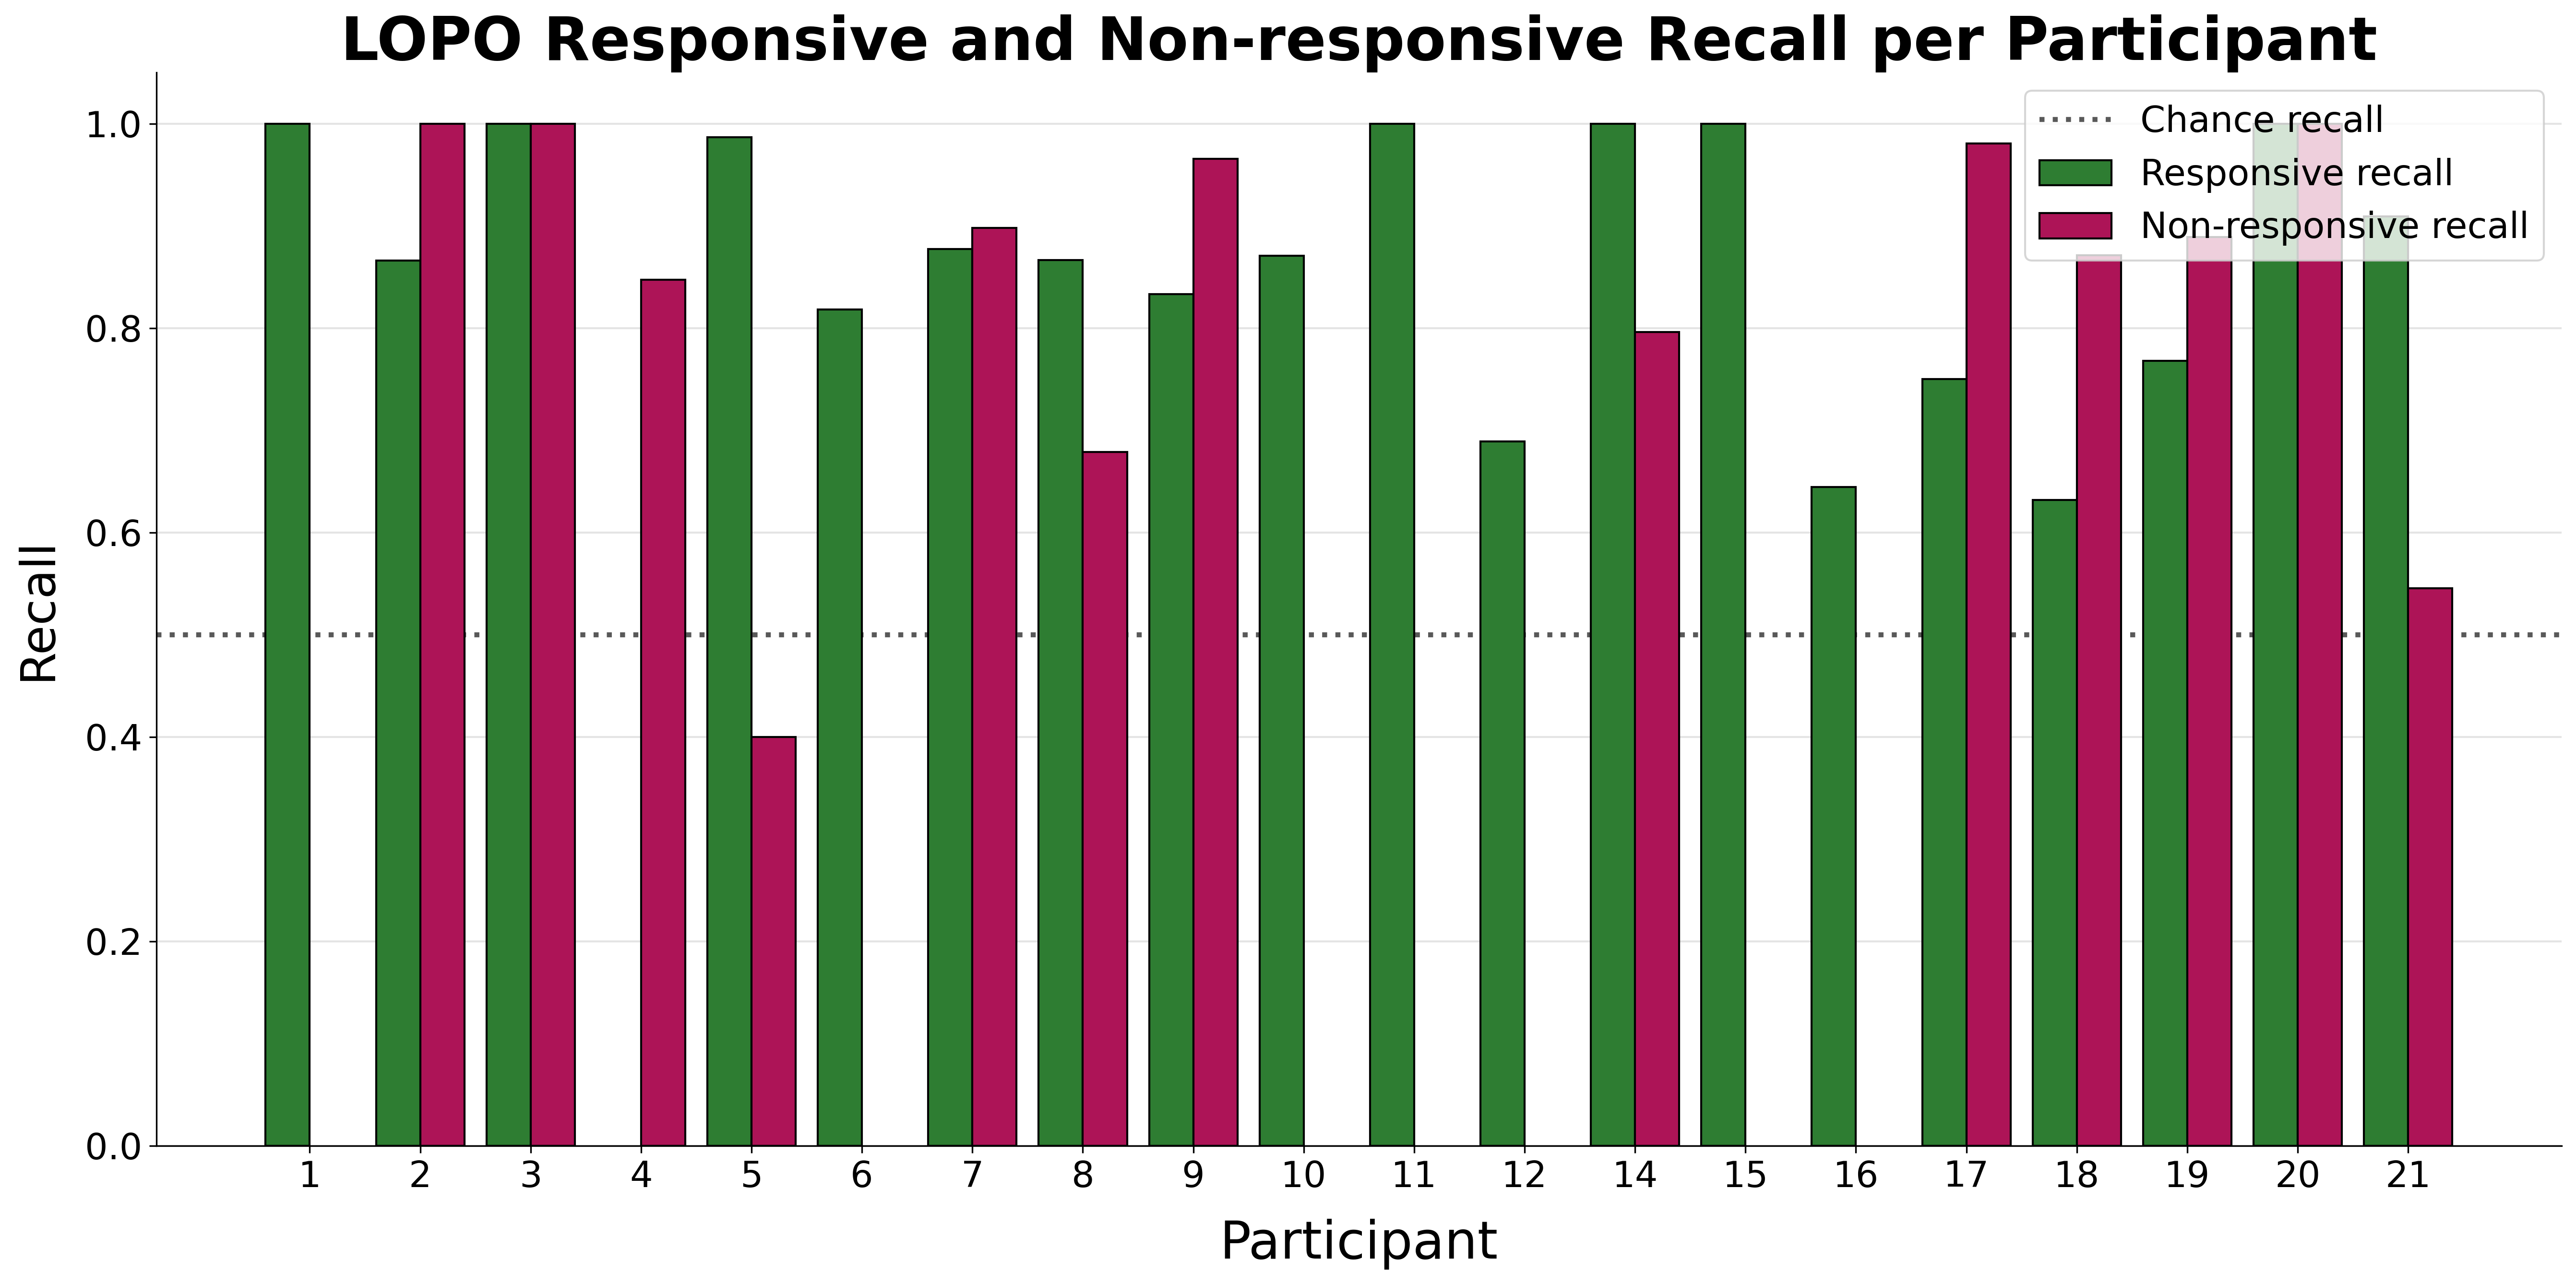 LOPO Responsive and Non-responsive Recall per Participant
Chance recall
Responsive recall
Non-responsive recall
1.0
0.8
0.6
0.4
0.2
0.0
Recall
1 2 3 4 5 6 7 8 9 10 11 12 14 15 16 17 18 19 20 21
Participant